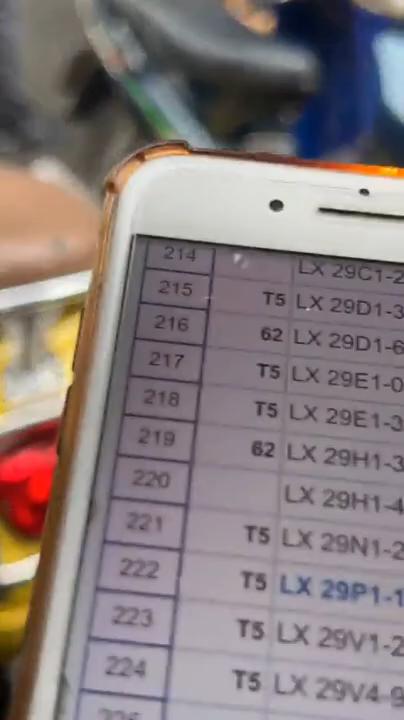 214 LX 29C1-2
215 T5 LX 29D1-3
216 62 LX 29D1-6
217 T5 LX 29E1-0
218 T5 LX 29E1-3
219 62 LX 29H1-3
220 LX 29H1-4
221 T5 LX 29N1-2
222 T5 LX 29P1-1
223 T5 LX 29V1-2
224 T5 LX 29V4-9
225